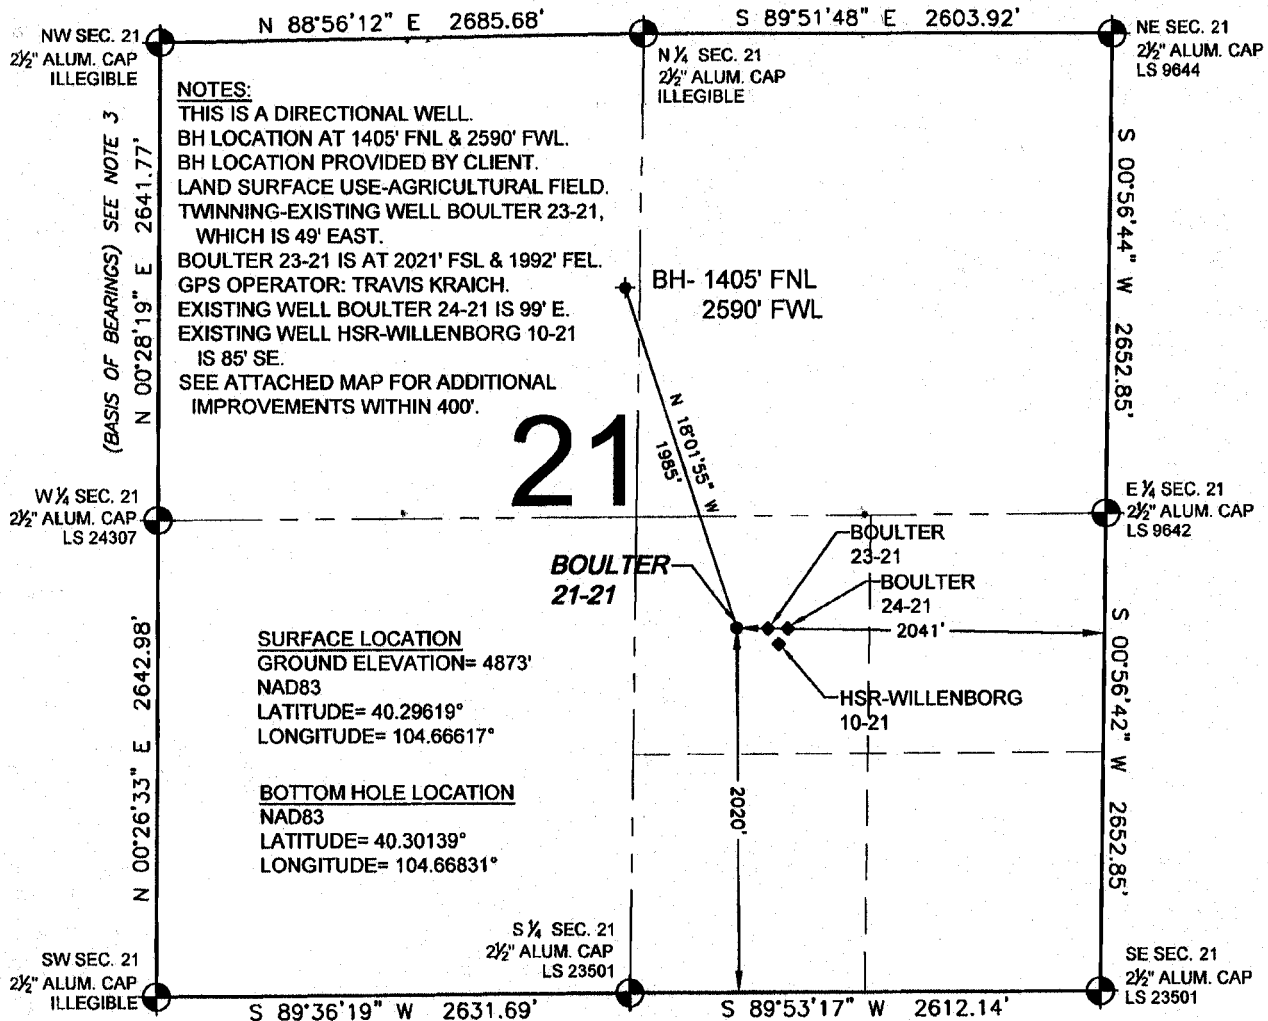 N 88°56'12" E 2685.68'
S 89°51'48" E 2603.92'
NW SEC. 21
2½" ALUM. CAP
ILLEGIBLE
N ¼ SEC. 21
2½" ALUM. CAP
ILLEGIBLE
NE SEC. 21
2½" ALUM. CAP
LS 9644
NOTES:
THIS IS A DIRECTIONAL WELL.
BH LOCATION AT 1405' FNL & 2590' FWL.
BH LOCATION PROVIDED BY CLIENT.
LAND SURFACE USE-AGRICULTURAL FIELD.
TWINNING-EXISTING WELL BOULTER 23-21,
WHICH IS 49' EAST.
BOULTER 23-21 IS AT 2021' FSL & 1992' FEL.
GPS OPERATOR: TRAVIS KRAICH.
EXISTING WELL BOULTER 24-21 IS 99' E.
EXISTING WELL HSR-WILLENBORG 10-21
IS 85' SE.
SEE ATTACHED MAP FOR ADDITIONAL
IMPROVEMENTS WITHIN 400'.
(BASIS OF BEARINGS) SEE NOTE 3
N 00°28'19" E 2641.77'
BH- 1405' FNL
2590' FWL
S 00°56'44" W 2652.85'
N 18°01'55" W
1985'
21
W ¼ SEC. 21
2½" ALUM. CAP
LS 24307
E ¼ SEC. 21
2½" ALUM. CAP
LS 9642
BOULTER
23-21
BOULTER
21-21
BOULTER
24-21
2041'
HSR-WILLENBORG
10-21
SURFACE LOCATION
GROUND ELEVATION= 4873'
NAD83
LATITUDE= 40.29619°
LONGITUDE= 104.66617°
BOTTOM HOLE LOCATION
NAD83
LATITUDE= 40.30139°
LONGITUDE= 104.66831°
N 00°26'33" E 2642.98'
2020'
S 00°56'42" W 2652.85'
SW SEC. 21
2½" ALUM. CAP
ILLEGIBLE
S ¼ SEC. 21
2½" ALUM. CAP
LS 23501
SE SEC. 21
2½" ALUM. CAP
LS 23501
S 89°36'19" W 2631.69'
S 89°53'17" W 2612.14'